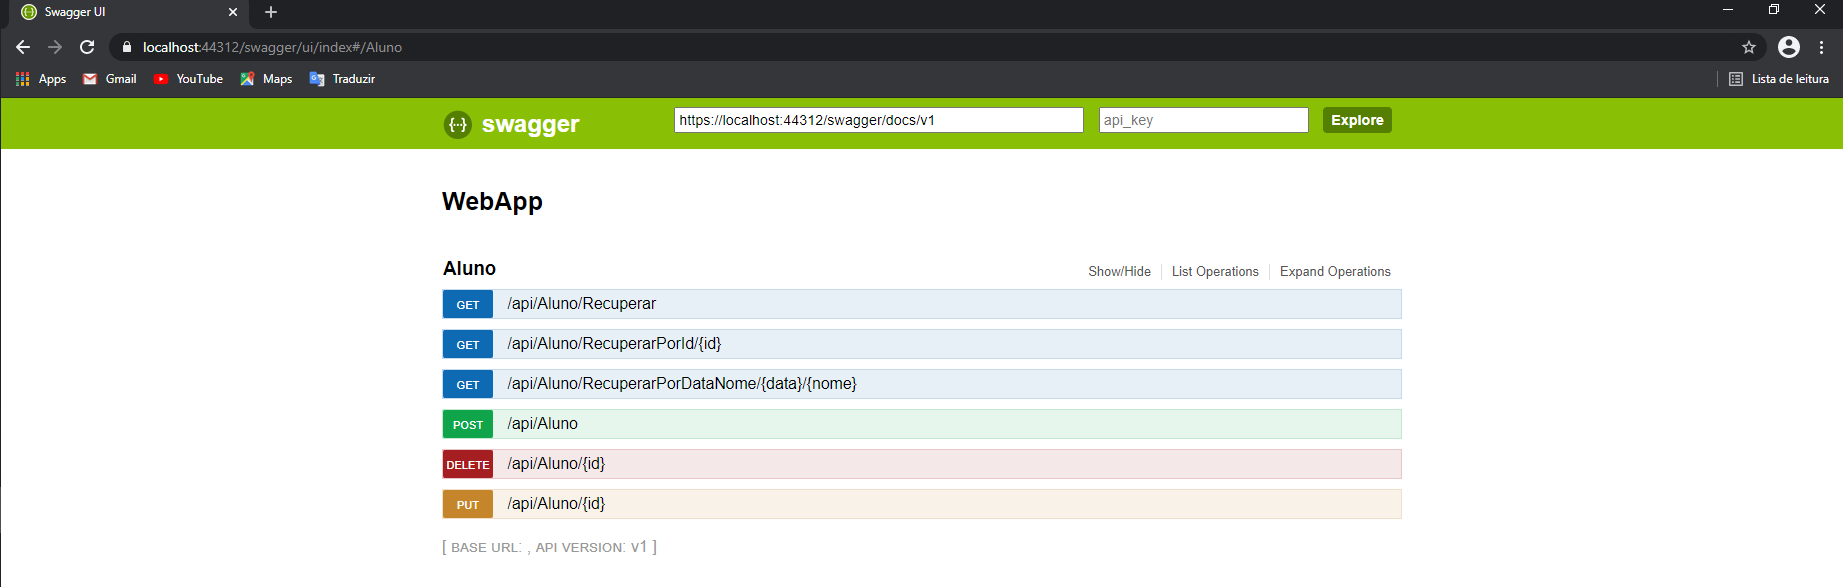 Swagger UI
localhost:44312/swagger/ui/index#/Aluno
Apps Gmail YouTube Maps Traduzir Lista de leitura
{··} swagger https://localhost:44312/swagger/docs/v1 api_key Explore
WebApp
Aluno Show/Hide List Operations Expand Operations
GET /api/Aluno/Recuperar
GET /api/Aluno/RecuperarPorId/{id}
GET /api/Aluno/RecuperarPorDataNome/{data}/{nome}
POST /api/Aluno
DELETE /api/Aluno/{id}
PUT /api/Aluno/{id}
[ BASE URL: , API VERSION: V1 ]